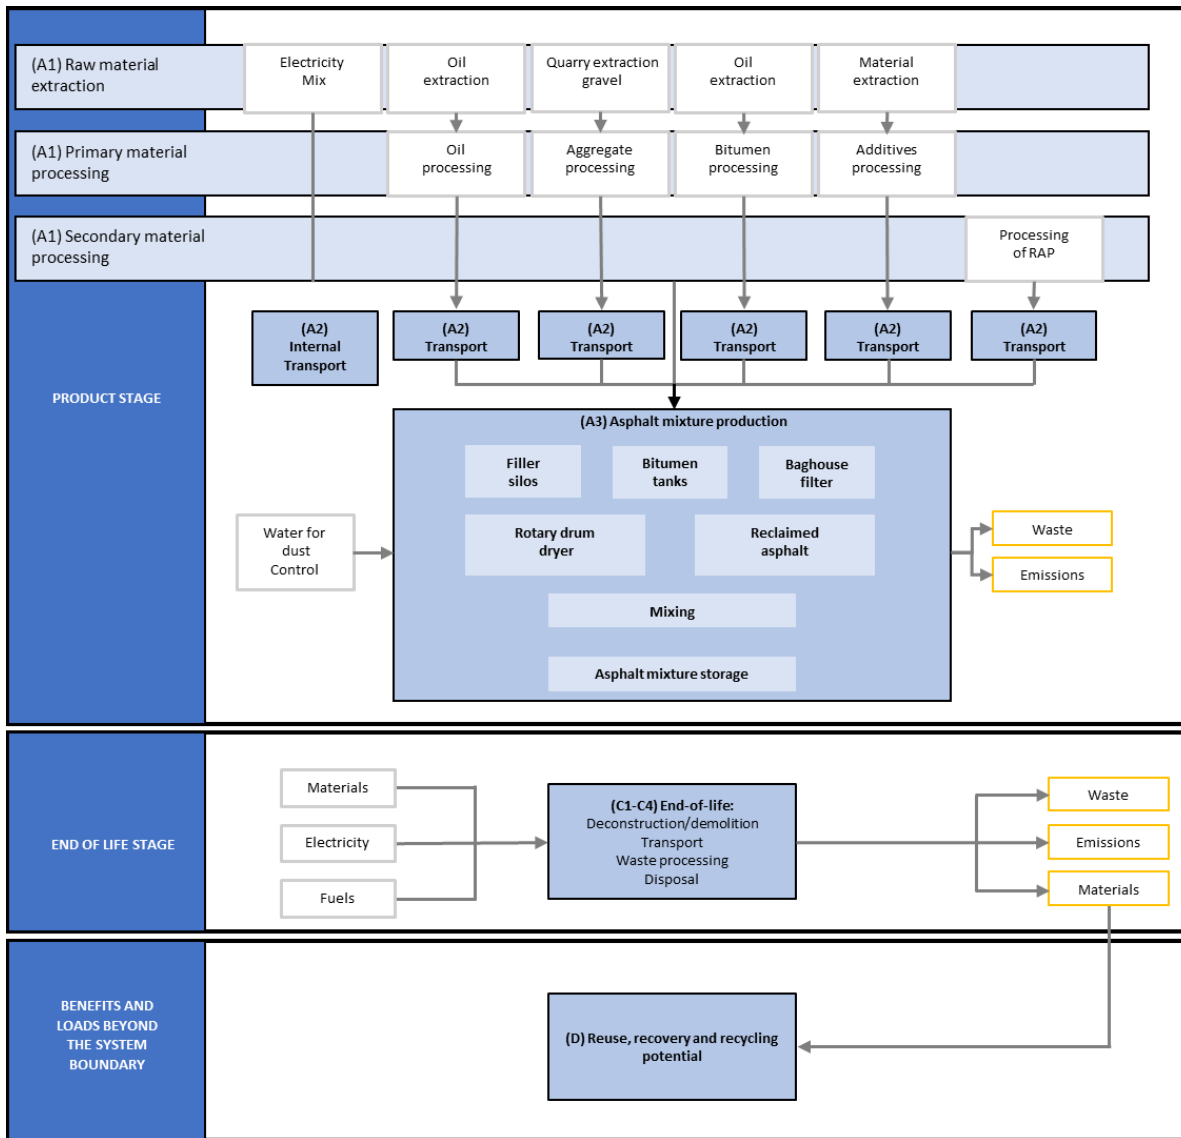 (A1) Raw material
extraction
Electricity
Mix
Oil
extraction
Quarry extraction
gravel
Oil
extraction
Material
extraction
(A1) Primary material
processing
Oil
processing
Aggregate
processing
Bitumen
processing
Additives
processing
(A1) Secondary material
processing
Processing
of RAP
(A2)
Internal
Transport
(A2)
Transport
(A2)
Transport
(A2)
Transport
(A2)
Transport
(A2)
Transport
PRODUCT STAGE
(A3) Asphalt mixture production
Filler
silos
Bitumen
tanks
Baghouse
filter
Water for
dust
Control
Rotary drum
dryer
Reclaimed
asphalt
Mixing
Asphalt mixture storage
Waste
Emissions
END OF LIFE STAGE
Materials
Electricity
Fuels
(C1-C4) End-of-life:
Deconstruction/demolition
Transport
Waste processing
Disposal
Waste
Emissions
Materials
BENEFITS AND
LOADS BEYOND
THE SYSTEM
BOUNDARY
(D) Reuse, recovery and recycling
potential